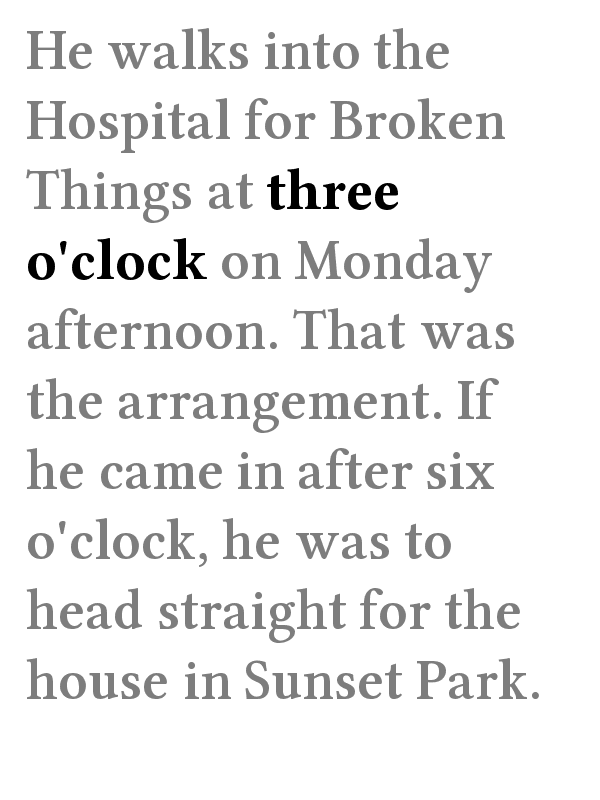 He walks into the
Hospital for Broken
Things at three
o'clock on Monday
afternoon. That was
the arrangement. If
he came in after six
o'clock, he was to
head straight for the
house in Sunset Park.